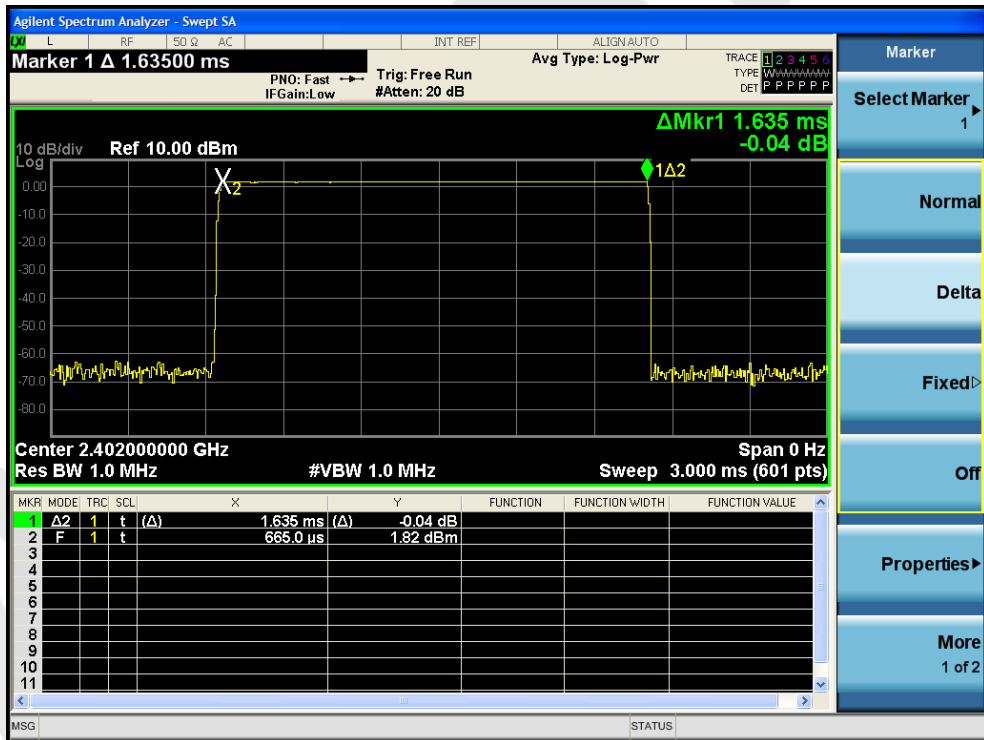 Agilent Spectrum Analyzer - Swept SA
LXI L RF 50 Ω AC INT REF ALIGN AUTO
Marker 1 Δ 1.63500 ms
PNO: Fast
IFGain:Low
Trig: Free Run
#Atten: 20 dB
Avg Type: Log-Pwr
TRACE 1 2 3 4 5 6
TYPE WWWWWW
DET P P P P P P
ΔMkr1 1.635 ms
-0.04 dB
10 dB/div Ref 10.00 dBm
Log
1Δ2
2
0.00
-10.0
-20.0
-30.0
-40.0
-50.0
-60.0
-70.0
-80.0
Center 2.402000000 GHz Span 0 Hz
Res BW 1.0 MHz #VBW 1.0 MHz Sweep 3.000 ms (601 pts)
MKR MODE TRC SCL X Y FUNCTION FUNCTION WIDTH FUNCTION VALUE
1 Δ2 1 t (Δ) 1.635 ms (Δ) -0.04 dB
2 F 1 t 665.0 µs 1.82 dBm
3
4
5
6
7
8
9
10
11
MSG STATUS
Marker
Select Marker
1
Normal
Delta
Fixed
Off
Properties
More
1 of 2